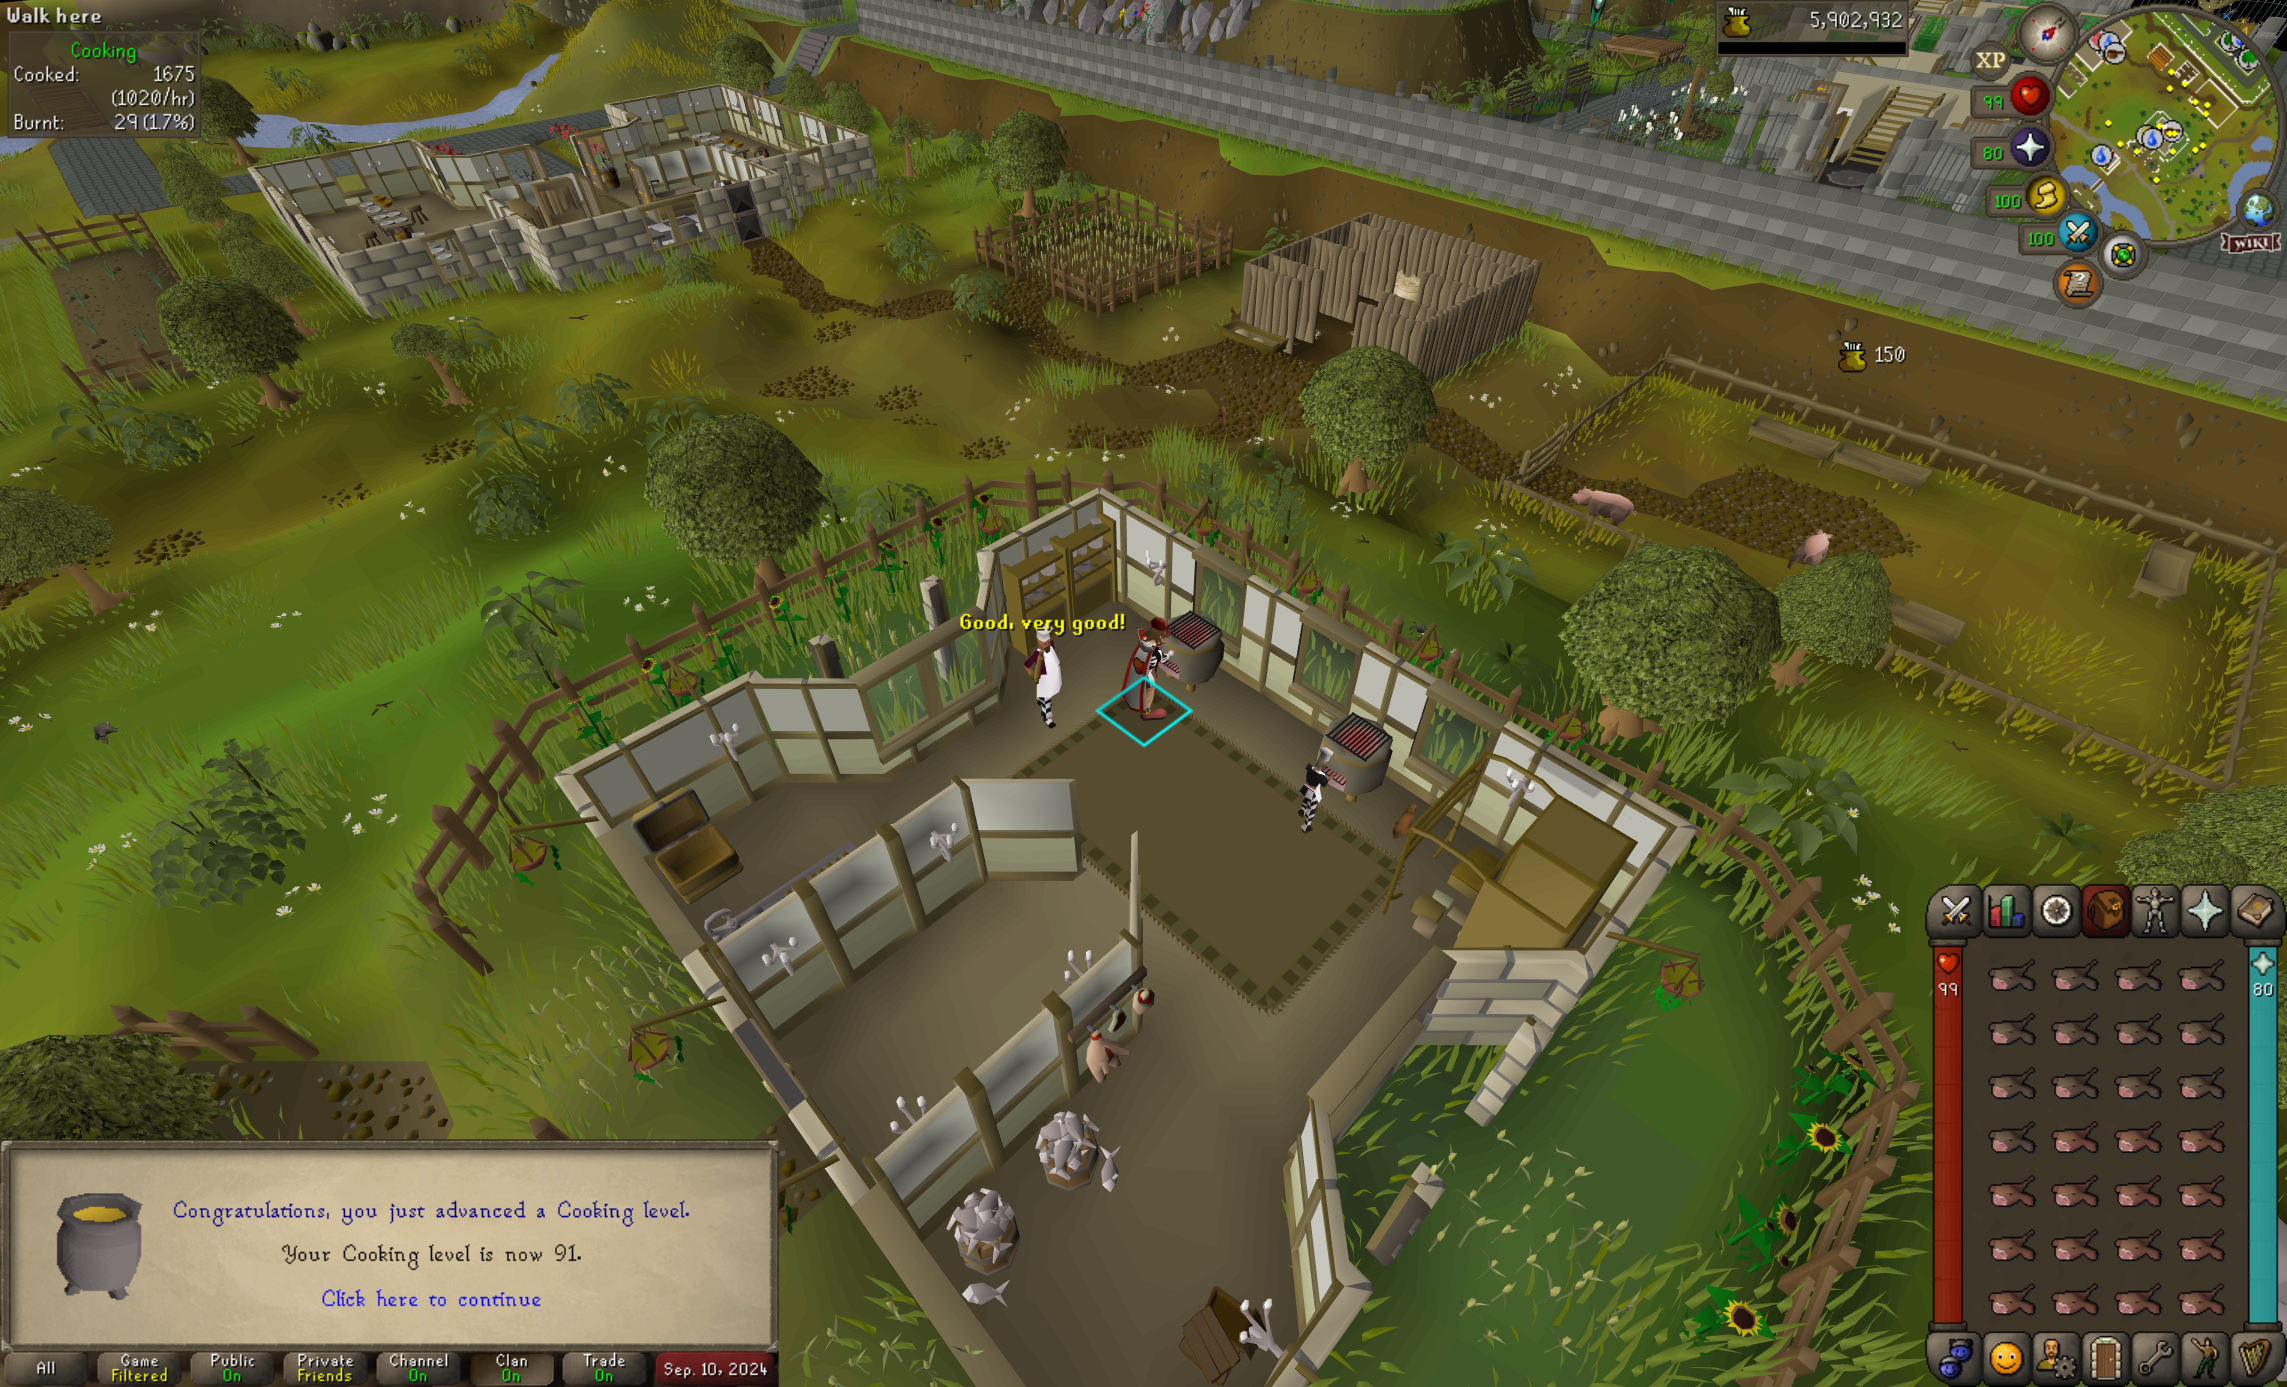 Walk here
Cooking
Cooked: 1675
(1020/hr)
Burnt: 29 (1.7%)
5,902,932
XP
99
80
100
100
WIKI
150
Good, very good!
99
80
Congratulations, you just advanced a Cooking level.
Your Cooking level is now 91.
Click here to continue
All
Game
Filtered
Public
On
Private
Friends
Channel
On
Clan
On
Trade
On
Sep. 10, 2024